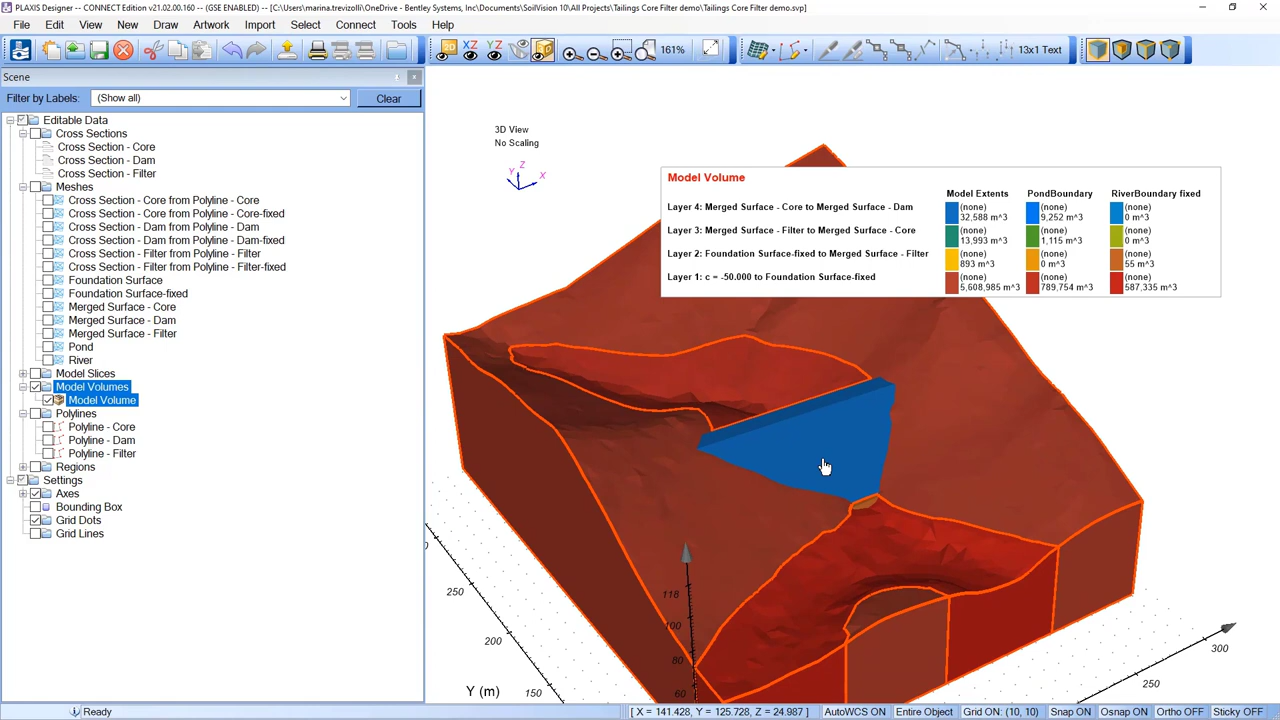 PLAXIS Designer -- CONNECT Edition v21.02.00.160 -- (GSE ENABLED) -- [C:\Users\marina.trevizolli\OneDrive - Bentley Systems, Inc\Documents\SoilVision 10\All Projects\Tailings Core Filter demo\Tailings Core Filter demo.svp]
File Edit View New Draw Artwork Import Select Connect Tools Help
2D XZ YZ 161% 13x1 Text
Scene
Filter by Labels: (Show all) Clear
Editable Data
Cross Sections
Cross Section - Core
Cross Section - Dam
Cross Section - Filter
Meshes
Cross Section - Core from Polyline - Core
Cross Section - Core from Polyline - Core-fixed
Cross Section - Dam from Polyline - Dam
Cross Section - Dam from Polyline - Dam-fixed
Cross Section - Filter from Polyline - Filter
Cross Section - Filter from Polyline - Filter-fixed
Foundation Surface
Foundation Surface-fixed
Merged Surface - Core
Merged Surface - Dam
Merged Surface - Filter
Pond
River
Model Slices
Model Volumes
Model Volume
Polylines
Polyline - Core
Polyline - Dam
Polyline - Filter
Regions
Settings
Axes
Bounding Box
Grid Dots
Grid Lines
3D View
No Scaling
Z
Y X
Model Volume
Model Extents PondBoundary RiverBoundary fixed
Layer 4: Merged Surface - Core to Merged Surface - Dam (none) (none) (none)
32,588 m^3 9,252 m^3 0 m^3
Layer 3: Merged Surface - Filter to Merged Surface - Core (none) (none) (none)
13,993 m^3 1,115 m^3 0 m^3
Layer 2: Foundation Surface-fixed to Merged Surface - Filter (none) (none) (none)
893 m^3 0 m^3 55 m^3
Layer 1: c = -50.000 to Foundation Surface-fixed (none) (none) (none)
5,608,985 m^3 789,754 m^3 587,335 m^3
118
100
80
60
250
200
150
Y (m)
300
250
Ready [ X = 141.428, Y = 125.728, Z = 24.987 ] AutoWCS ON Entire Object Grid ON: (10, 10) Snap ON Osnap ON Ortho OFF Sticky OFF